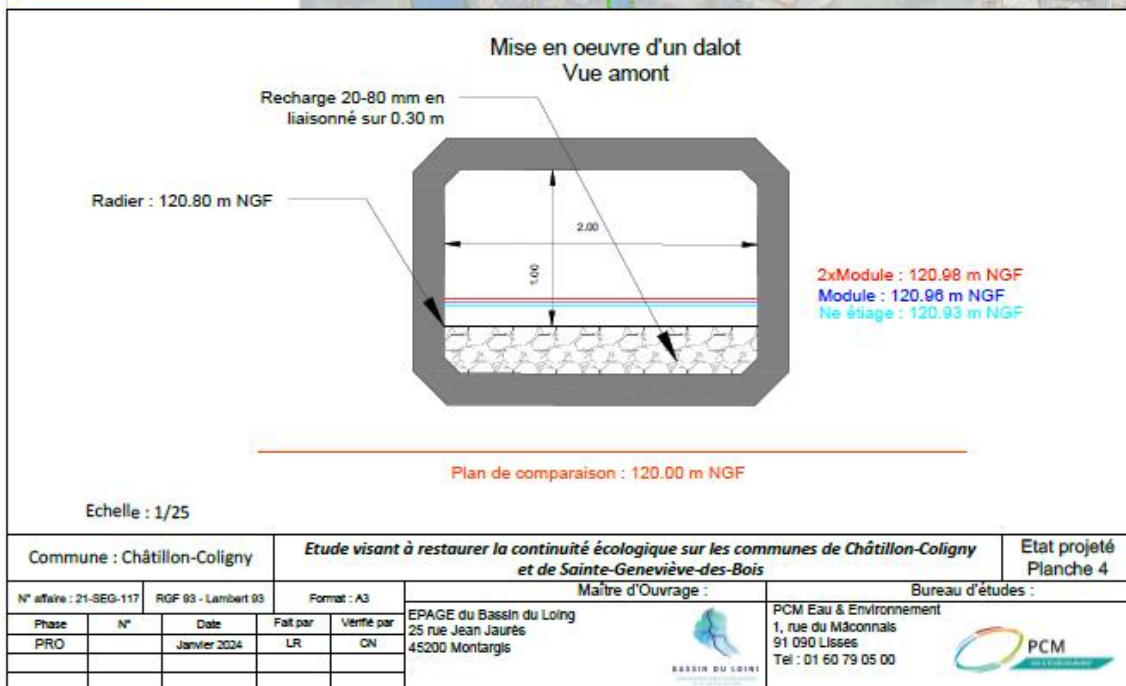 Mise en oeuvre d'un dalot
Vue amont
Recharge 20-80 mm en
liaisonné sur 0.30 m
Radier : 120.80 m NGF
2.00
1.00
2xModule : 120.98 m NGF
Module : 120.96 m NGF
Ne étiage : 120.93 m NGF
Plan de comparaison : 120.00 m NGF
Echelle : 1/25
Commune : Châtillon-Coligny
Etude visant à restaurer la continuité écologique sur les communes de Châtillon-Coligny
et de Sainte-Geneviève-des-Bois
Etat projeté
Planche 4
N° affaire : 21-SEG-117
RGF 93 - Lambert 93
Format : A3
Maître d'Ouvrage :
Bureau d'études :
Phase
N°
Date
Fait par
Vérifié par
PRO
Janvier 2024
LR
CN
EPAGE du Bassin du Loing
25 rue Jean Jaurès
45200 Montargis
BASSIN DU LOING
PCM Eau & Environnement
1, rue du Mâconnais
91 090 Lisses
Tel : 01 60 79 05 00
PCM